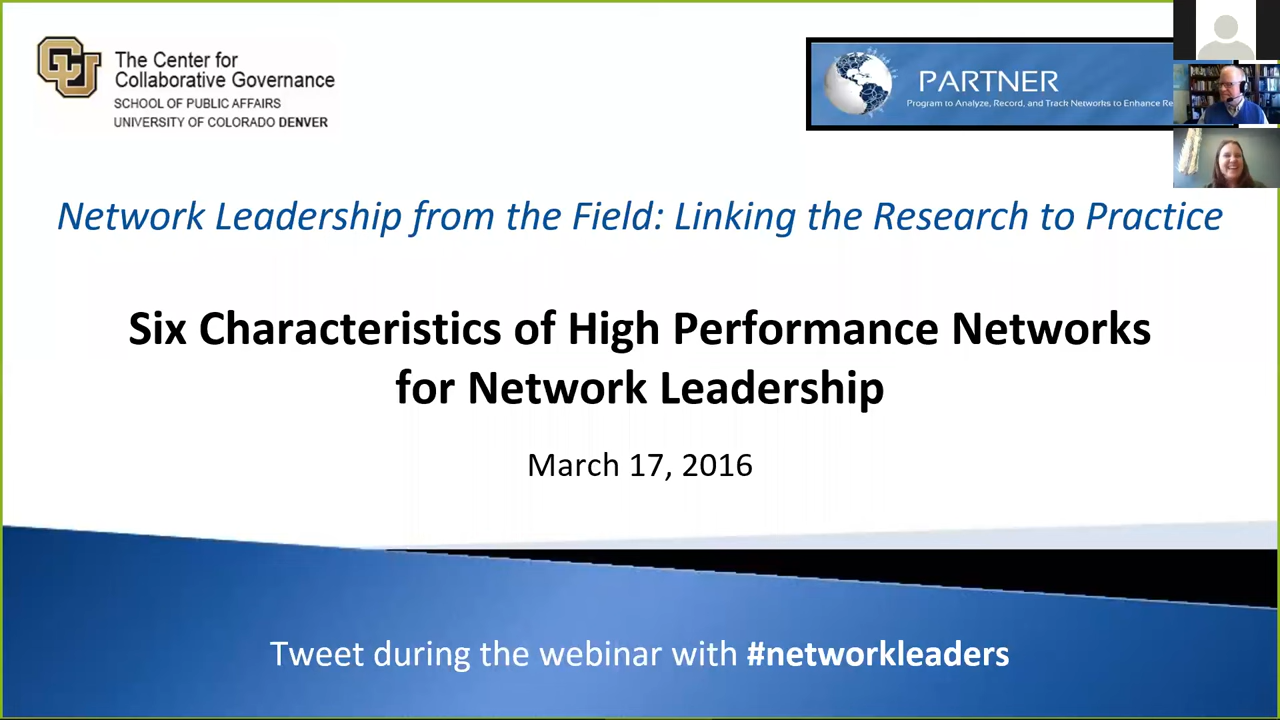 CU
The Center for
Collaborative Governance
SCHOOL OF PUBLIC AFFAIRS
UNIVERSITY OF COLORADO DENVER
PARTNER
Program to Analyze, Record, and Track Networks to Enhance Re
Network Leadership from the Field: Linking the Research to Practice
Six Characteristics of High Performance Networks
for Network Leadership
March 17, 2016
Tweet during the webinar with #networkleaders